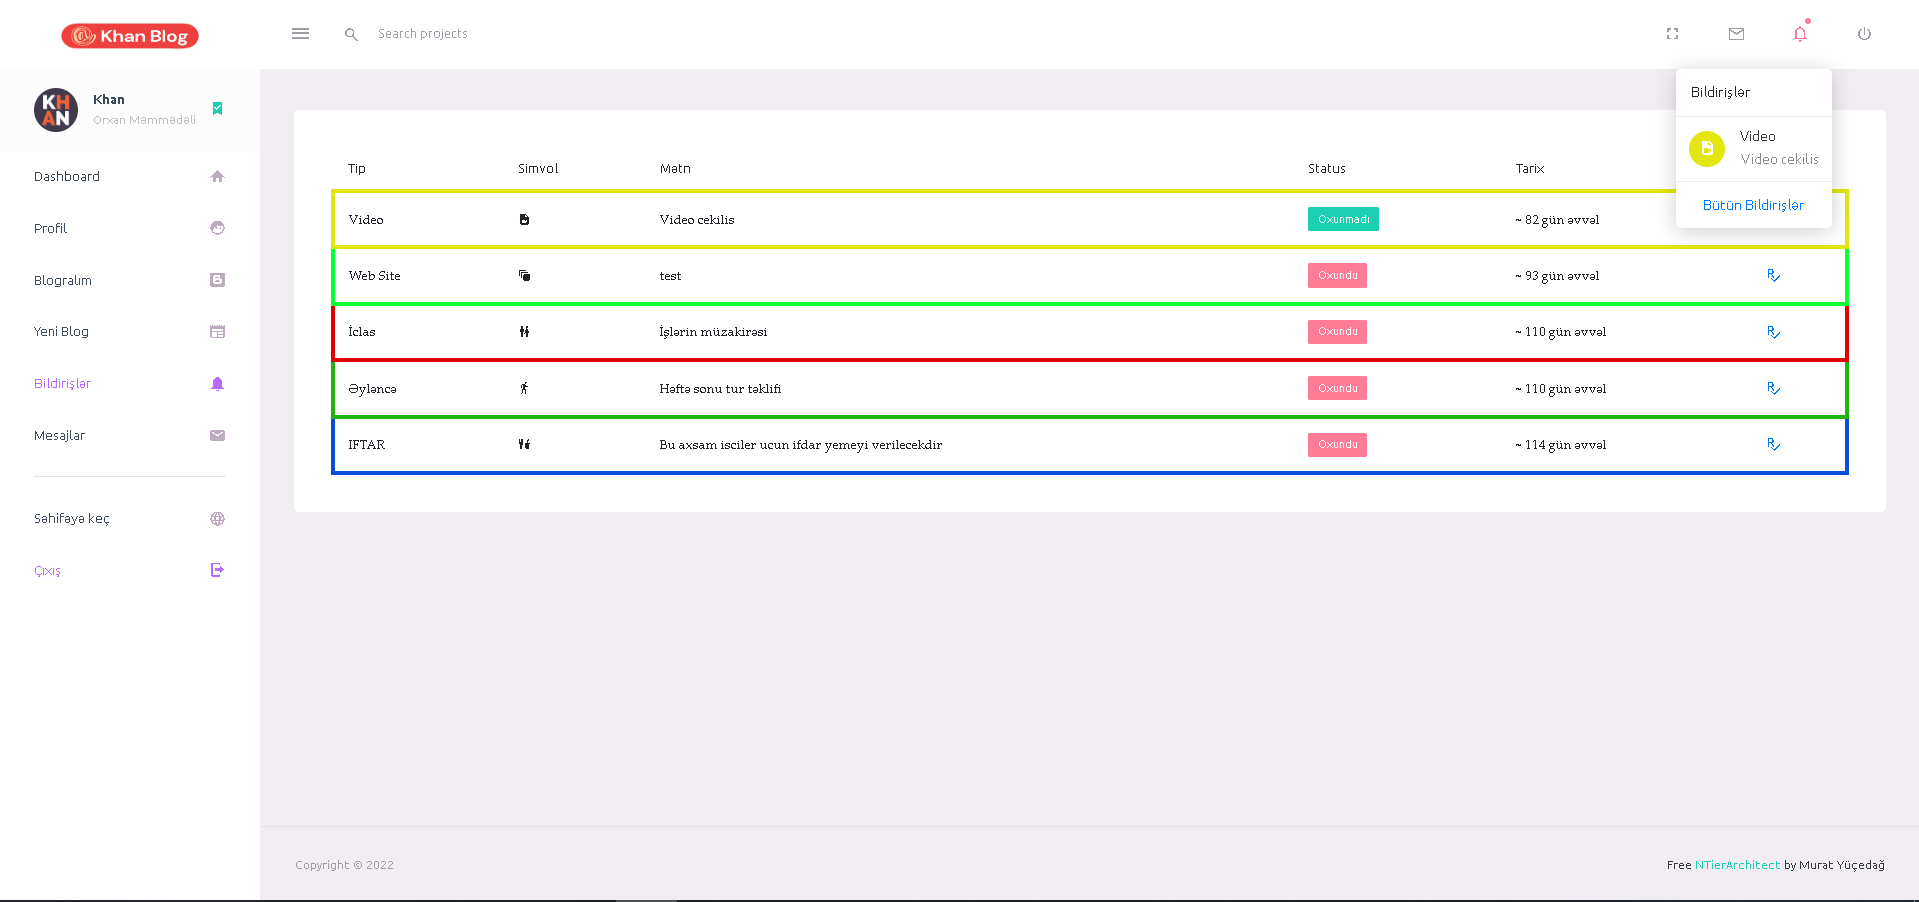 Khan Blog
Search projects
KH
AN
Khan
Orxan Məmmədəli
Dashboard
Profil
Blogralım
Yeni Blog
Bildirişlər
Mesajlar
Səhifəyə keç
Çıxış
Bildirişlər
Video
Video cekilis
Bütün Bildirişlər
Tip Simvol Mətn Status Tarix
Video Video cekilis Oxunmadı ~ 82 gün əvvəl
Web Site test Oxundu ~ 93 gün əvvəl
İclas İşlərin müzakirəsi Oxundu ~ 110 gün əvvəl
Əyləncə Həftə sonu tur təklifi Oxundu ~ 110 gün əvvəl
IFTAR Bu axsam isciler ucun ifdar yemeyi verilecekdir Oxundu ~ 114 gün əvvəl
Copyright © 2022
Free NTierArchitect by Murat Yüçedağ